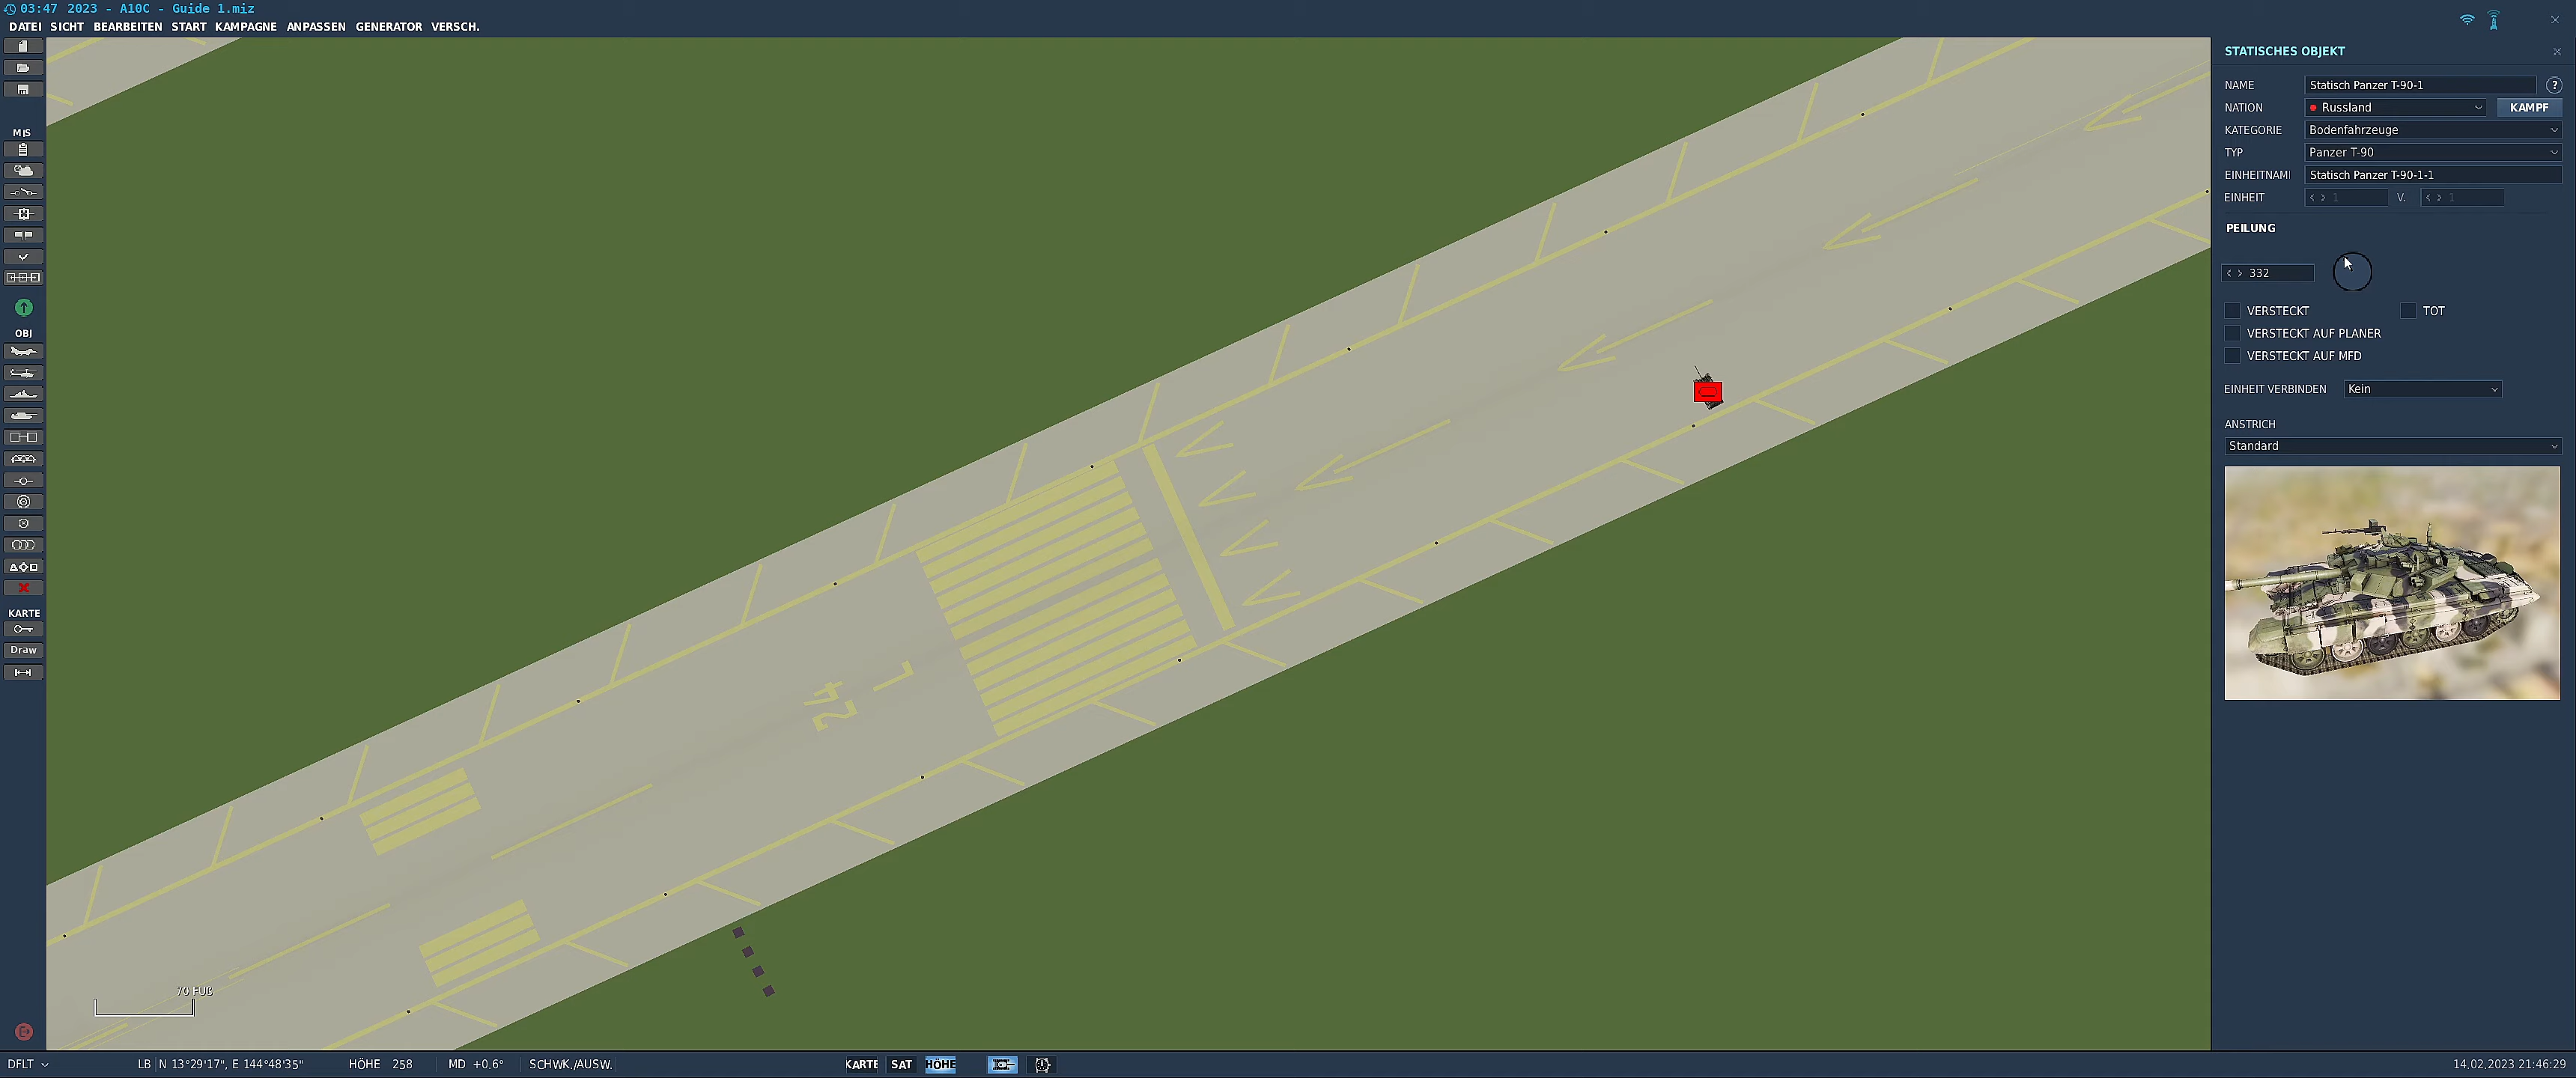 03:47 2023 - A10C - Guide 1.miz
DATEI SICHT BEARBEITEN START KAMPAGNE ANPASSEN GENERATOR VERSCH.
MIS
OBJ
KARTE
Draw
24
L
70 FUß
STATISCHES OBJEKT
NAME Statisch Panzer T-90-1 ?
NATION Russland KAMPF
KATEGORIE Bodenfahrzeuge
TYP Panzer T-90
EINHEITNAMI Statisch Panzer T-90-1-1
EINHEIT < > 1 V. < > 1
PEILUNG
< > 332
VERSTECKT TOT
VERSTECKT AUF PLANER
VERSTECKT AUF MFD
EINHEIT VERBINDEN Kein
ANSTRICH
Standard
DFLT LB N 13°29'17", E 144°48'35" HÖHE 258 MD +0.6° SCHWK./AUSW. KARTE SAT HÖHE 14.02.2023 21:46:29